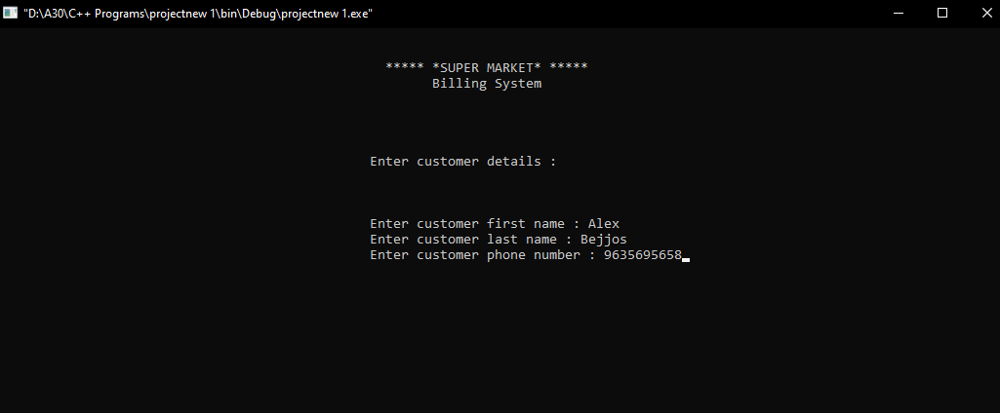 "D:\A30\C++ Programs\projectnew 1\bin\Debug\projectnew 1.exe"
***** *SUPER MARKET* *****
Billing System
Enter customer details :
Enter customer first name : Alex
Enter customer last name : Bejjos
Enter customer phone number : 9635695658